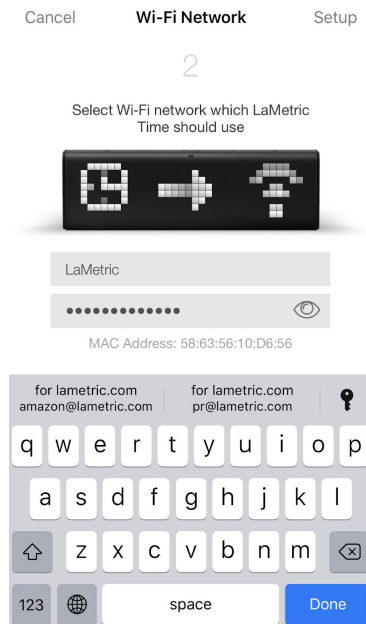 Cancel Wi-Fi Network Setup
2
Select Wi-Fi network which LaMetric
Time should use
LaMetric
•••••••••••••
MAC Address: 58:63:56:10:D6:56
for lametric.com for lametric.com
amazon@lametric.com pr@lametric.com
q w e r t y u i o p
a s d f g h j k l
z x c v b n m
123 space Done